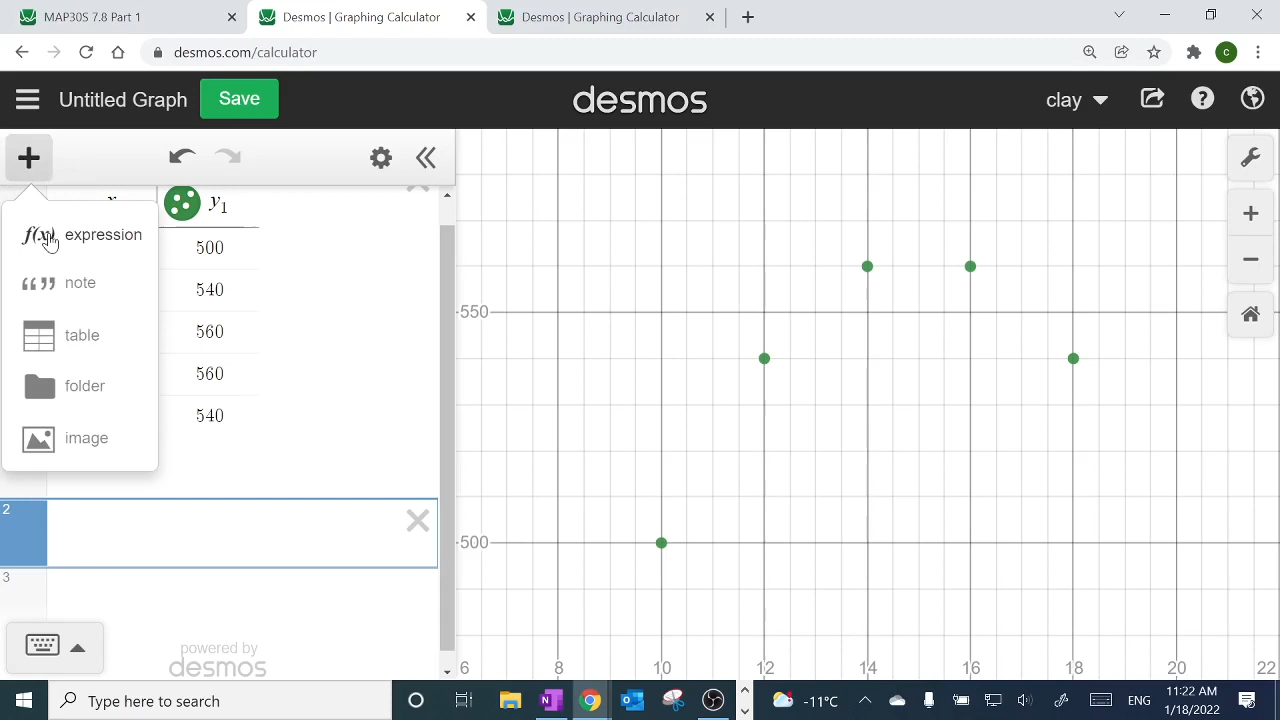 MAP30S 7.8 Part 1
Desmos | Graphing Calculator
Desmos | Graphing Calculator
desmos.com/calculator
C
Untitled Graph
Save
desmos
clay
y₁
f(x) expression
note
table
folder
image
500
540
560
560
540
2
3
powered by
desmos
550
500
6
8
10
12
14
16
18
20
22
Type here to search
-11°C
ENG
11:22 AM
1/18/2022